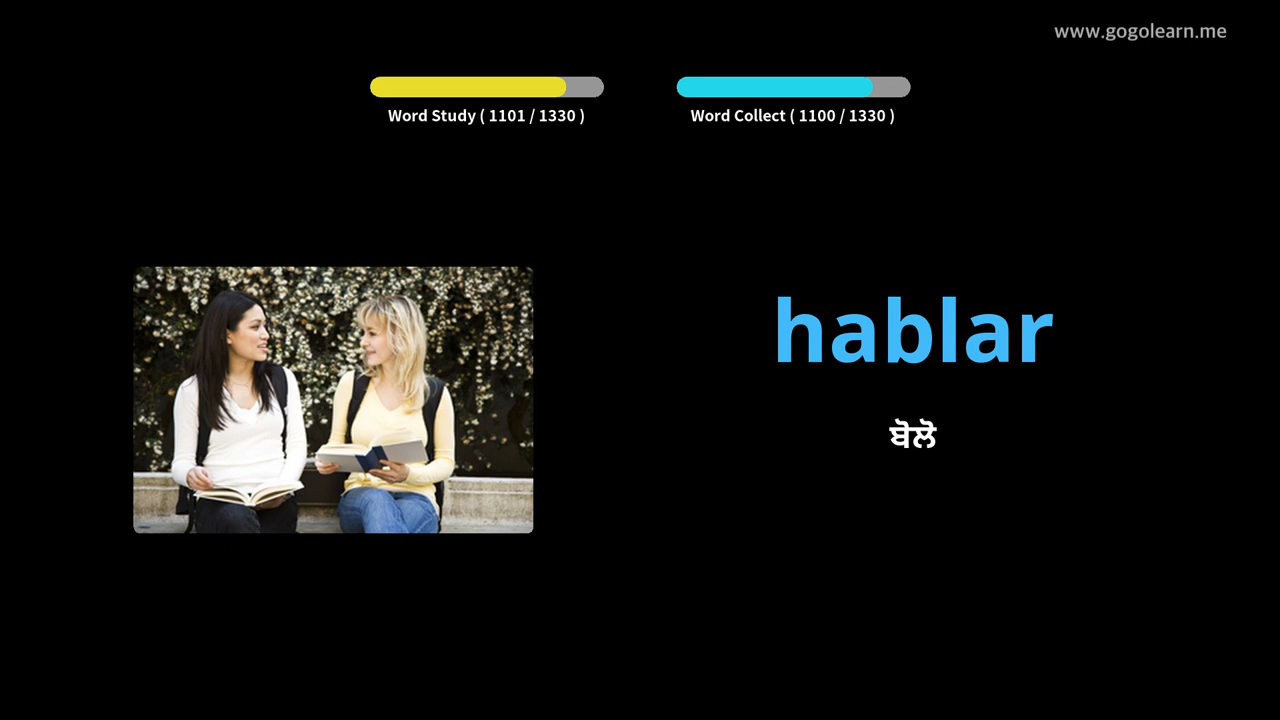 www.gogolearn.me
Word Study ( 1101 / 1330 )
Word Collect ( 1100 / 1330 )
hablar
ਬੋਲੋ